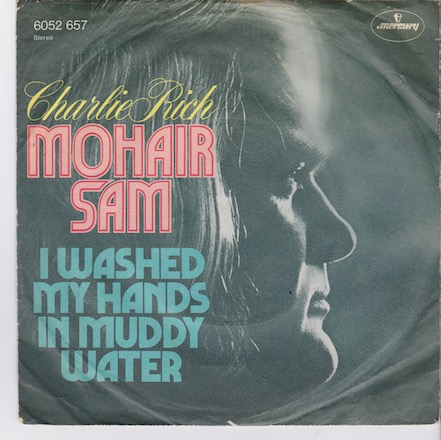 6052 657
Stereo
mercury
Charlie Rich
MOHAIR
SAM
I WASHED
MY HANDS
IN MUDDY
WATER